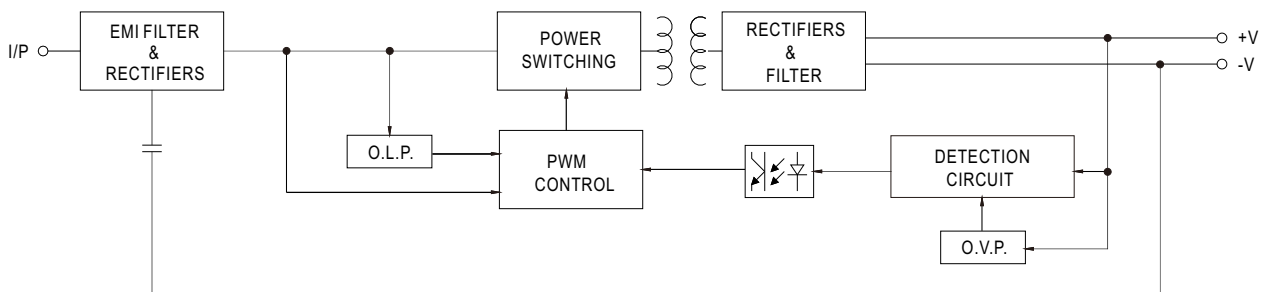 I/P
EMI FILTER
&
RECTIFIERS
POWER
SWITCHING
RECTIFIERS
&
FILTER
+V
-V
O.L.P.
PWM
CONTROL
DETECTION
CIRCUIT
O.V.P.